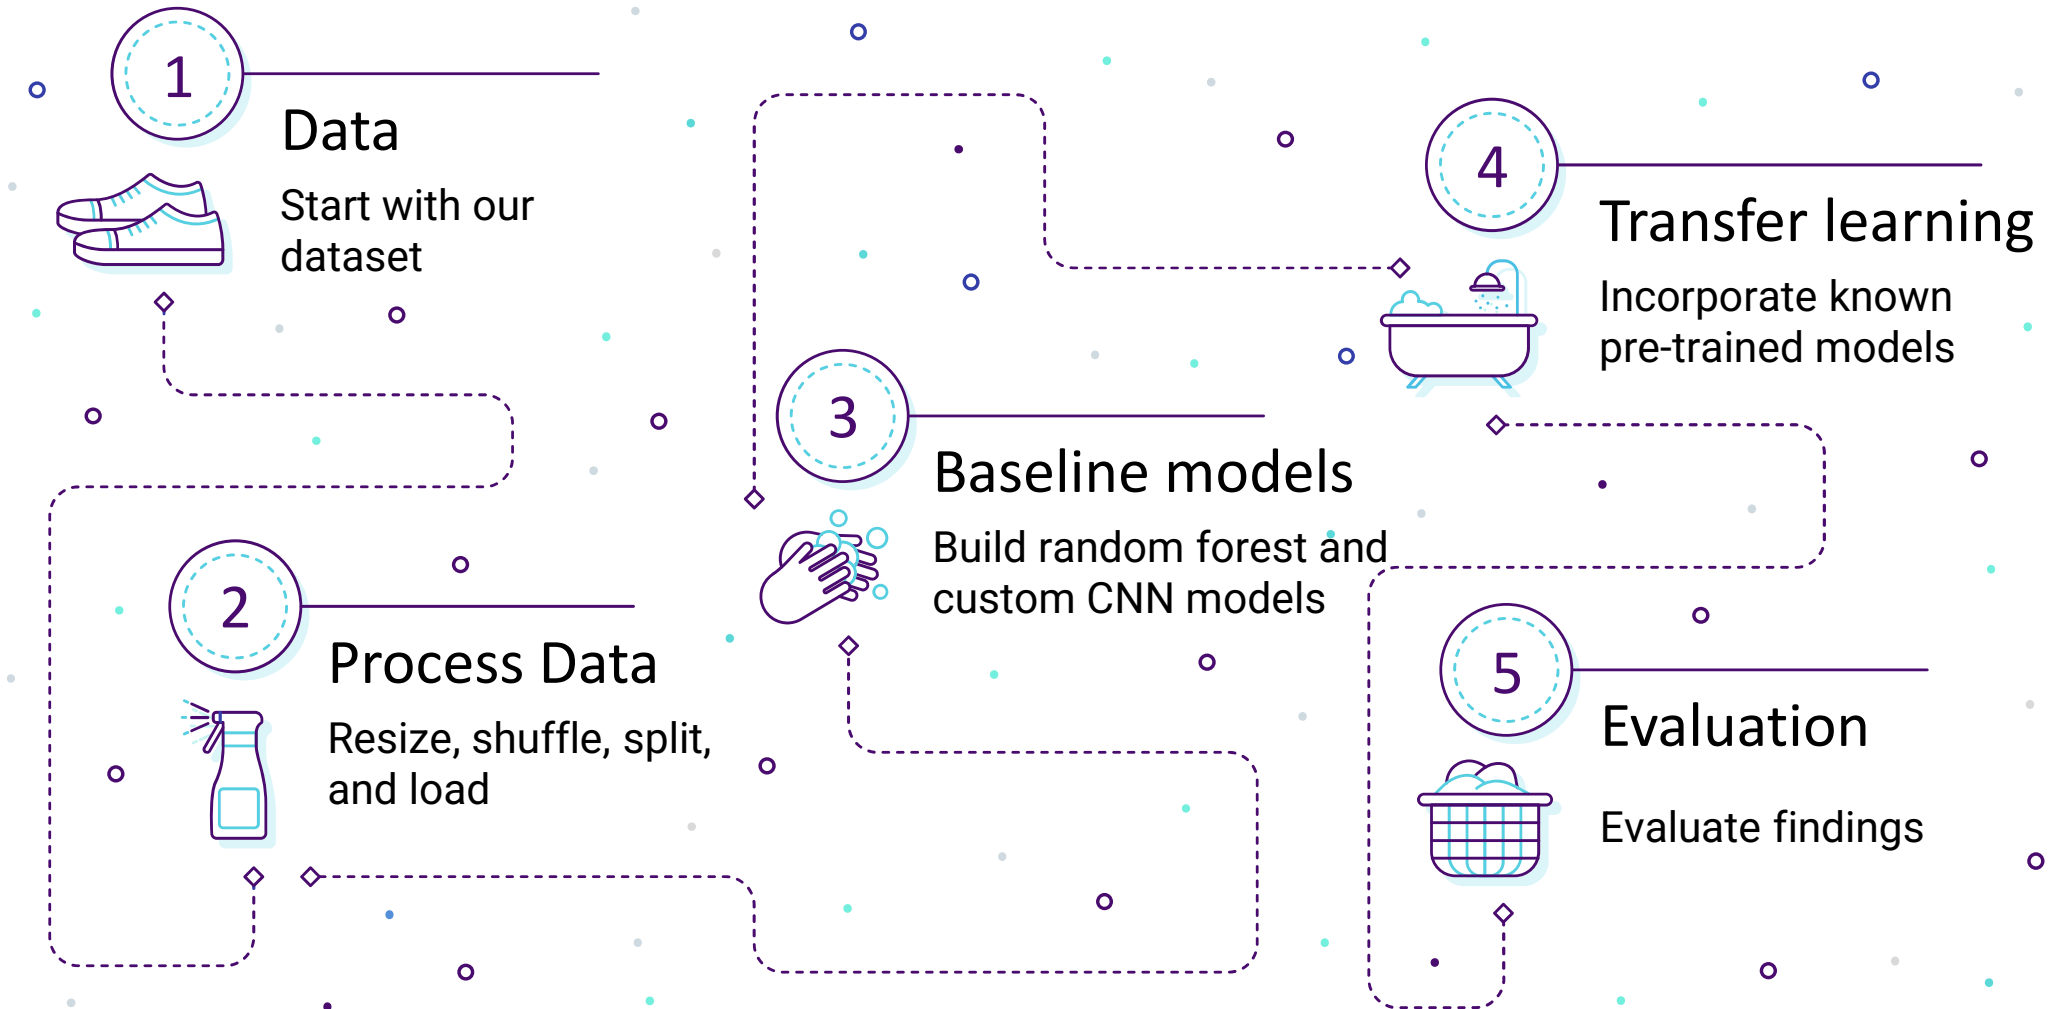 1
Data
Start with our
dataset
2
Process Data
Resize, shuffle, split,
and load
3
Baseline models
Build random forest and
custom CNN models
4
Transfer learning
Incorporate known
pre-trained models
5
Evaluation
Evaluate findings